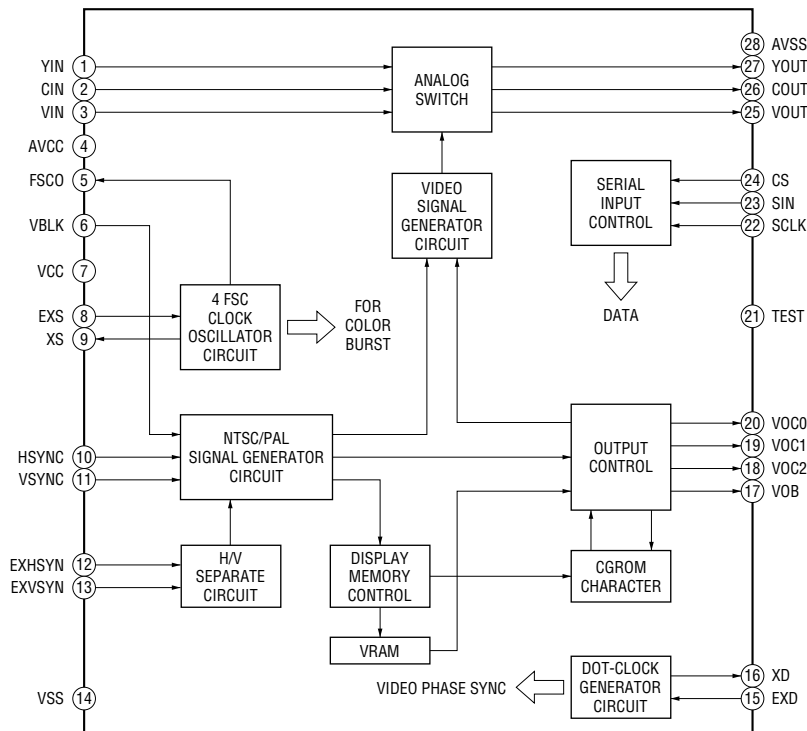 28 AVSS
YIN 1
27 YOUT
CIN 2
ANALOG
SWITCH
26 COUT
VIN 3
25 VOUT
AVCC 4
FSCO 5
VIDEO
SIGNAL
GENERATOR
CIRCUIT
SERIAL
INPUT
CONTROL
24 CS
23 SIN
VBLK 6
22 SCLK
VCC 7
4 FSC
CLOCK
OSCILLATOR
CIRCUIT
FOR
COLOR
BURST
DATA
EXS 8
21 TEST
XS 9
NTSC/PAL
SIGNAL GENERATOR
CIRCUIT
OUTPUT
CONTROL
20 VOC0
19 VOC1
HSYNC 10
18 VOC2
VSYNC 11
17 VOB
EXHSYN 12
H/V
SEPARATE
CIRCUIT
DISPLAY
MEMORY
CONTROL
CGROM
CHARACTER
EXVSYN 13
VRAM
VIDEO PHASE SYNC
DOT-CLOCK
GENERATOR
CIRCUIT
16 XD
VSS 14
15 EXD